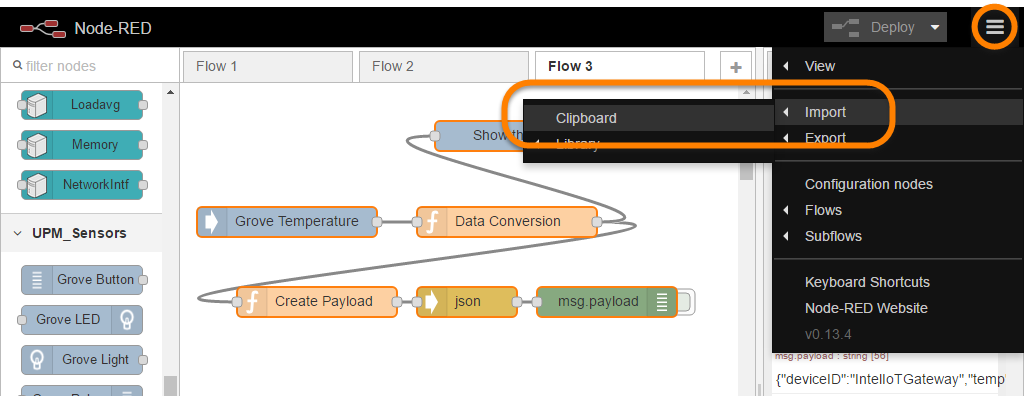 Node-RED
Deploy
filter nodes
Flow 1
Flow 2
Flow 3
View
Import
Export
Clipboard
Library
Configuration nodes
Flows
Subflows
Keyboard Shortcuts
Node-RED Website
v0.13.4
Loadavg
Memory
NetworkIntf
UPM_Sensors
Grove Button
Grove LED
Grove Light
Show th
Grove Temperature
Data Conversion
Create Payload
json
msg.payload
msg.payload : string [56]
{"deviceID":"IntelIoTGateway","temp